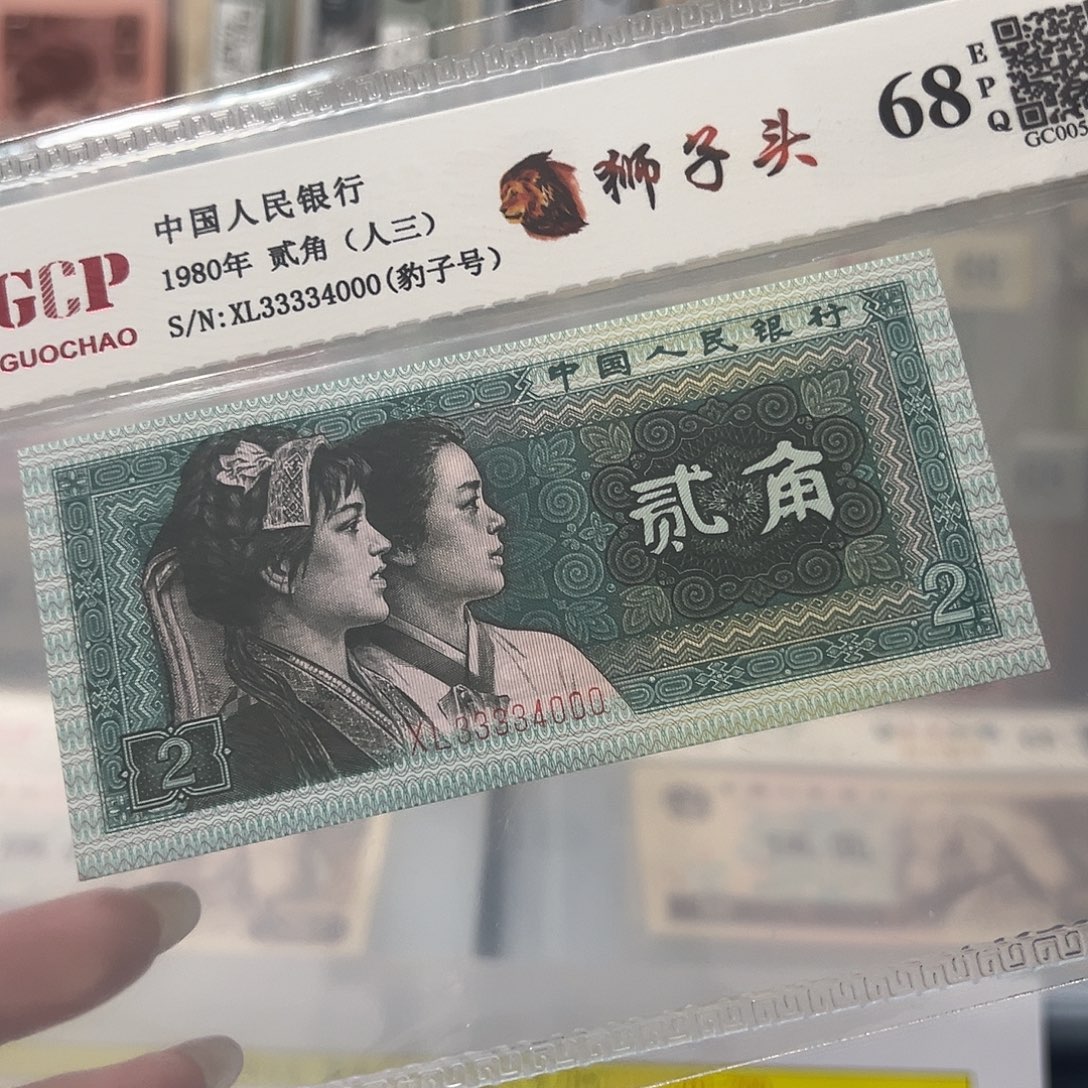 中国人民银行
1980年 贰角（人三）
S/N:XL33334000(豹子号)
GCP
GUOCHAO
狮子头
68
EPQ
GC005
中国人民银行
贰角
2
XL33334000
2